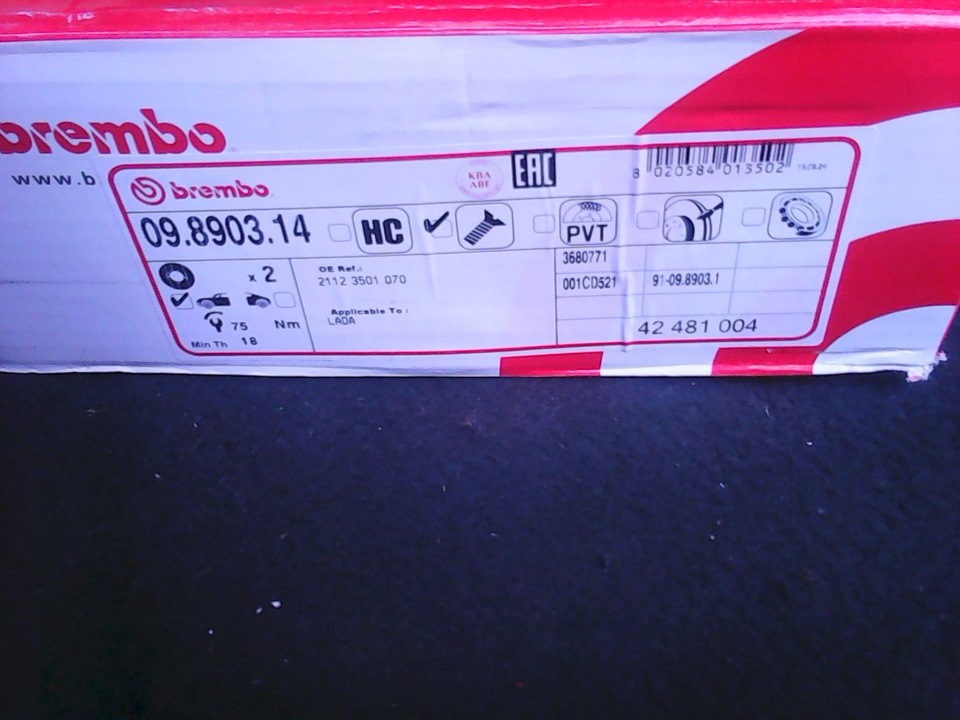 brembo
www.b
brembo
KBA
ABE
EAC
8 020584 013502
09.8903.14
HC
PVT
x 2
OE Ref.:
2112 3501 070
3680771
001CD521 91-09.8903.1
75 Nm
Applicable To :
LADA
42 481 004
Min Th 18